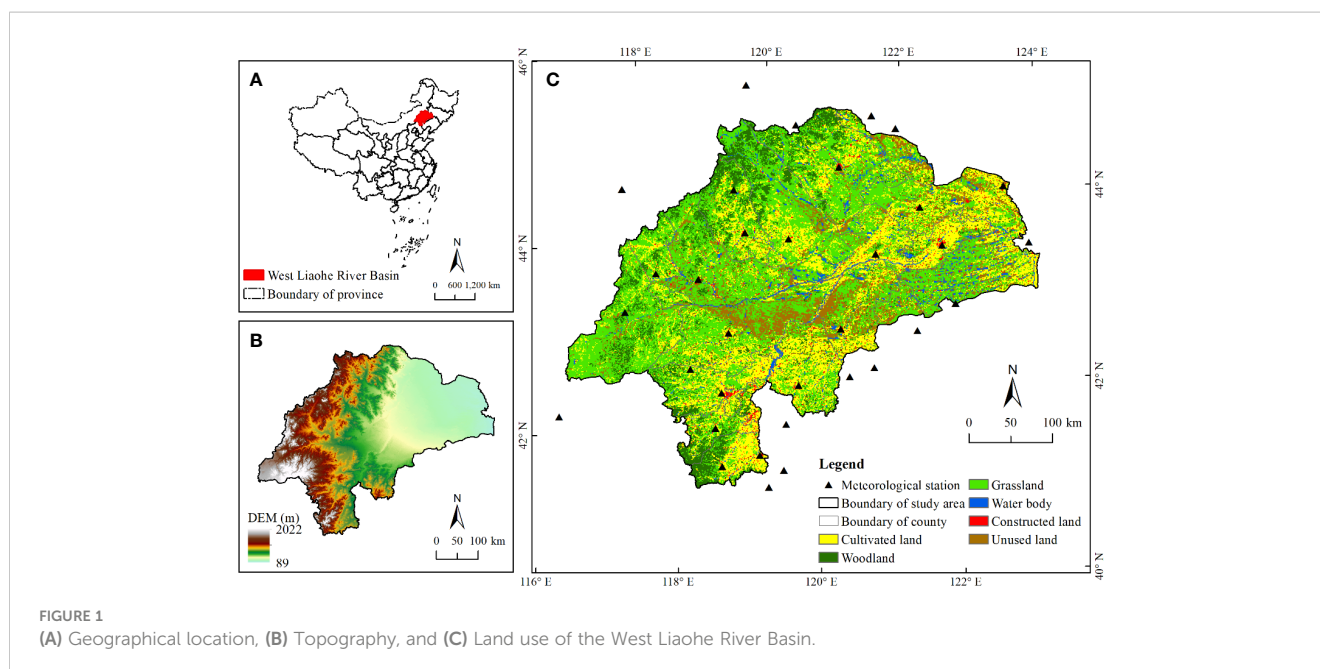 A
N
West Liaohe River Basin
Boundary of province
0 600 1,200 km
B
DEM (m)
2022
89
N
0 50 100 km
C
118° E
120° E
122° E
124° E
46° N
44° N
42° N
44° N
42° N
40° N
116° E
118° E
120° E
122° E
N
0 50 100 km
Legend
Meteorological station
Boundary of study area
Boundary of county
Cultivated land
Woodland
Grassland
Water body
Constructed land
Unused land
FIGURE 1
(A) Geographical location, (B) Topography, and (C) Land use of the West Liaohe River Basin.